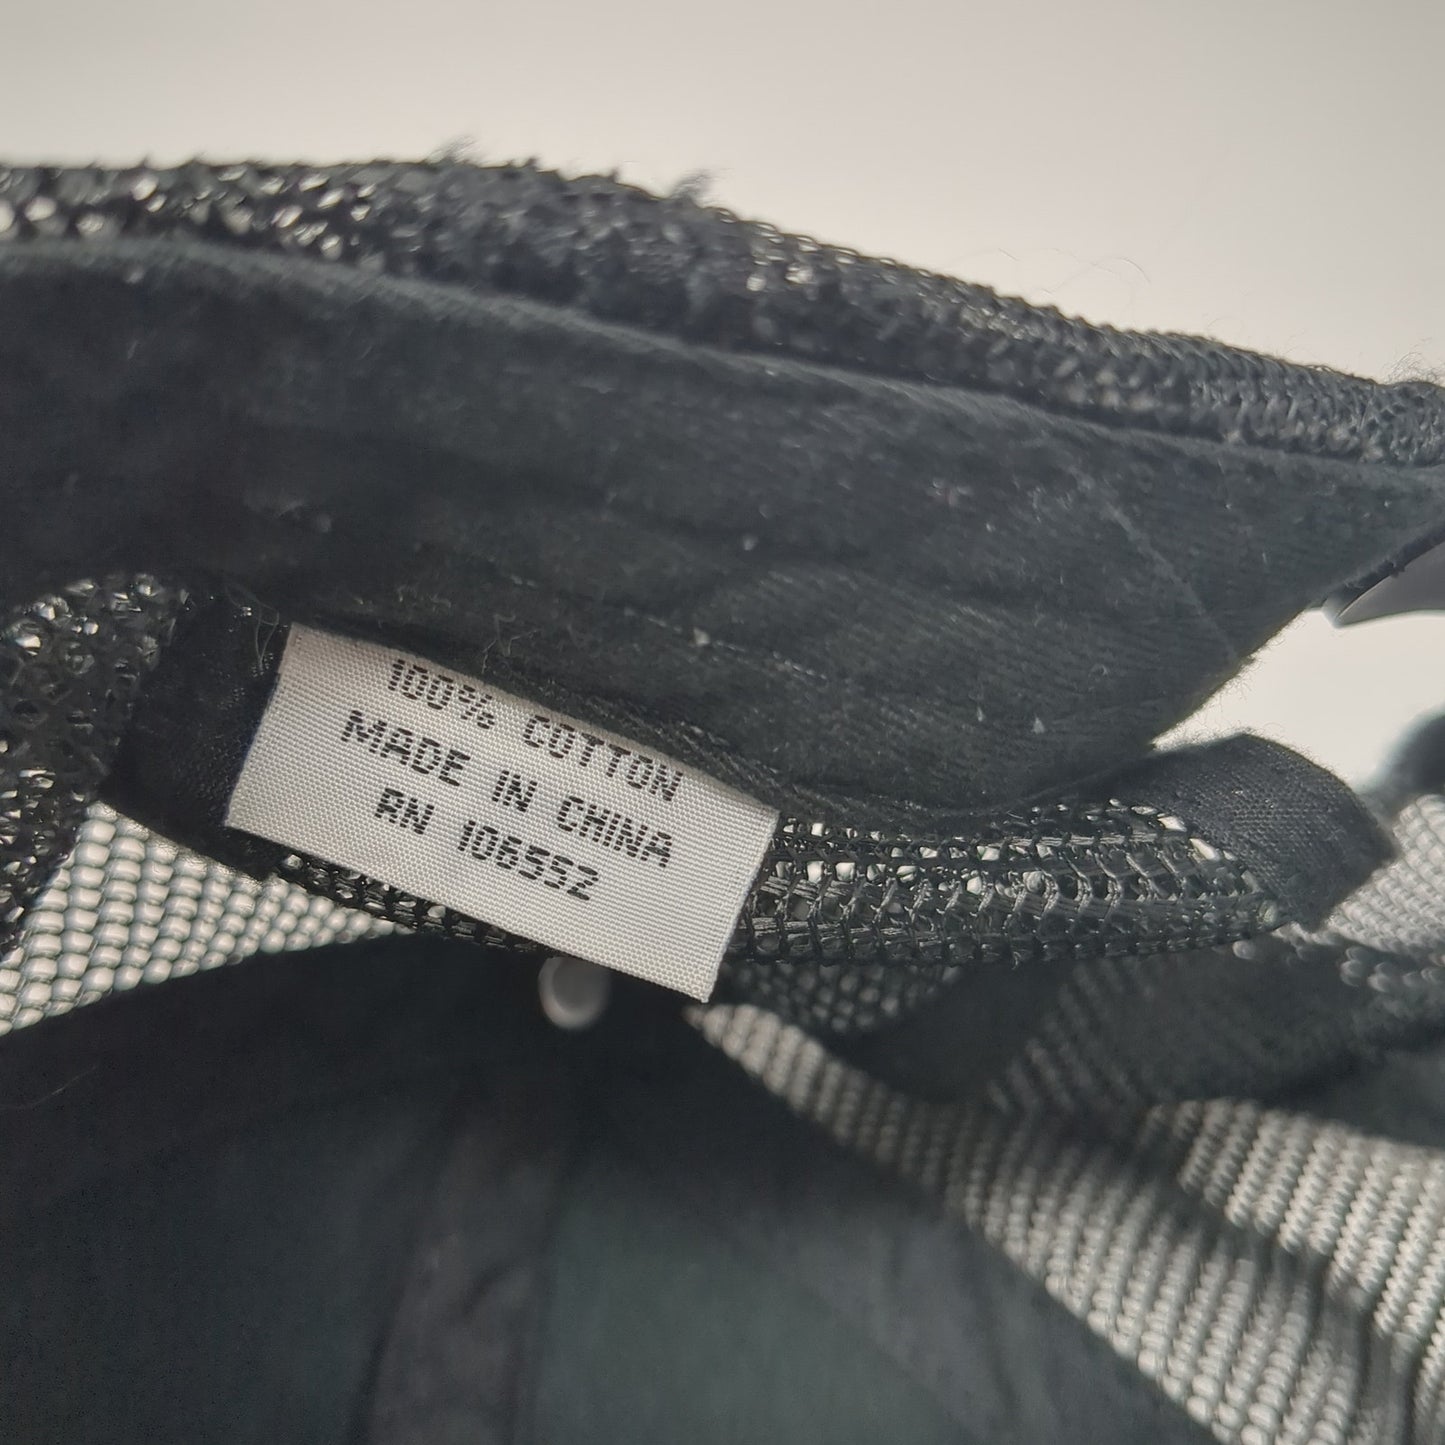 100% COTTON
MADE IN CHINA
RN 106552